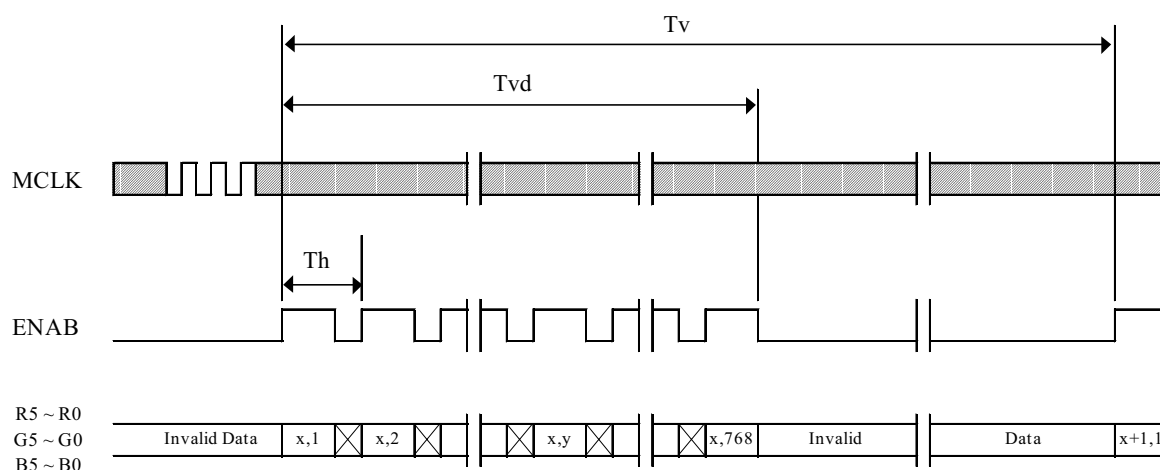 Tv
Tvd
MCLK
Th
ENAB
R5 ~ R0
G5 ~ G0
B5 ~ B0
Invalid Data x,1 x,2 x,y x,768 Invalid Data x+1,1